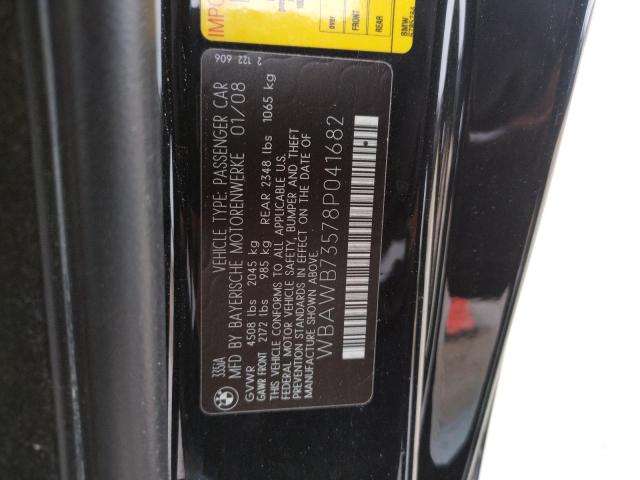 IMPO
REAR
BMW
2 122 606
335iA
VEHICLE TYPE: PASSENGER CAR
MFD BY BAYERISCHE MOTORENWERKE 01/08
GVWR 4508 lbs 2045 kg
GAWR FRONT 2172 lbs 985 kg REAR 2348 lbs 1065 kg
THIS VEHICLE CONFORMS TO ALL APPLICABLE U.S.
FEDERAL MOTOR VEHICLE SAFETY, BUMPER AND THEFT
PREVENTION STANDARDS IN EFFECT ON THE DATE OF
MANUFACTURE SHOWN ABOVE.
WBAWB73578P041682